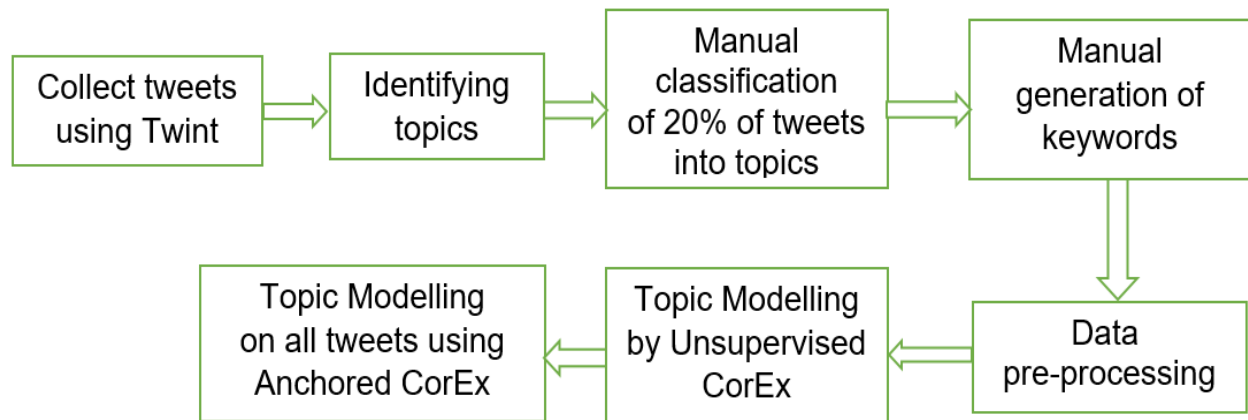 Collect tweets
using Twint
Identifying
topics
Manual
classification
of 20% of tweets
into topics
Manual
generation of
keywords
Data
pre-processing
Topic Modelling
by Unsupervised
CorEx
Topic Modelling
on all tweets using
Anchored CorEx